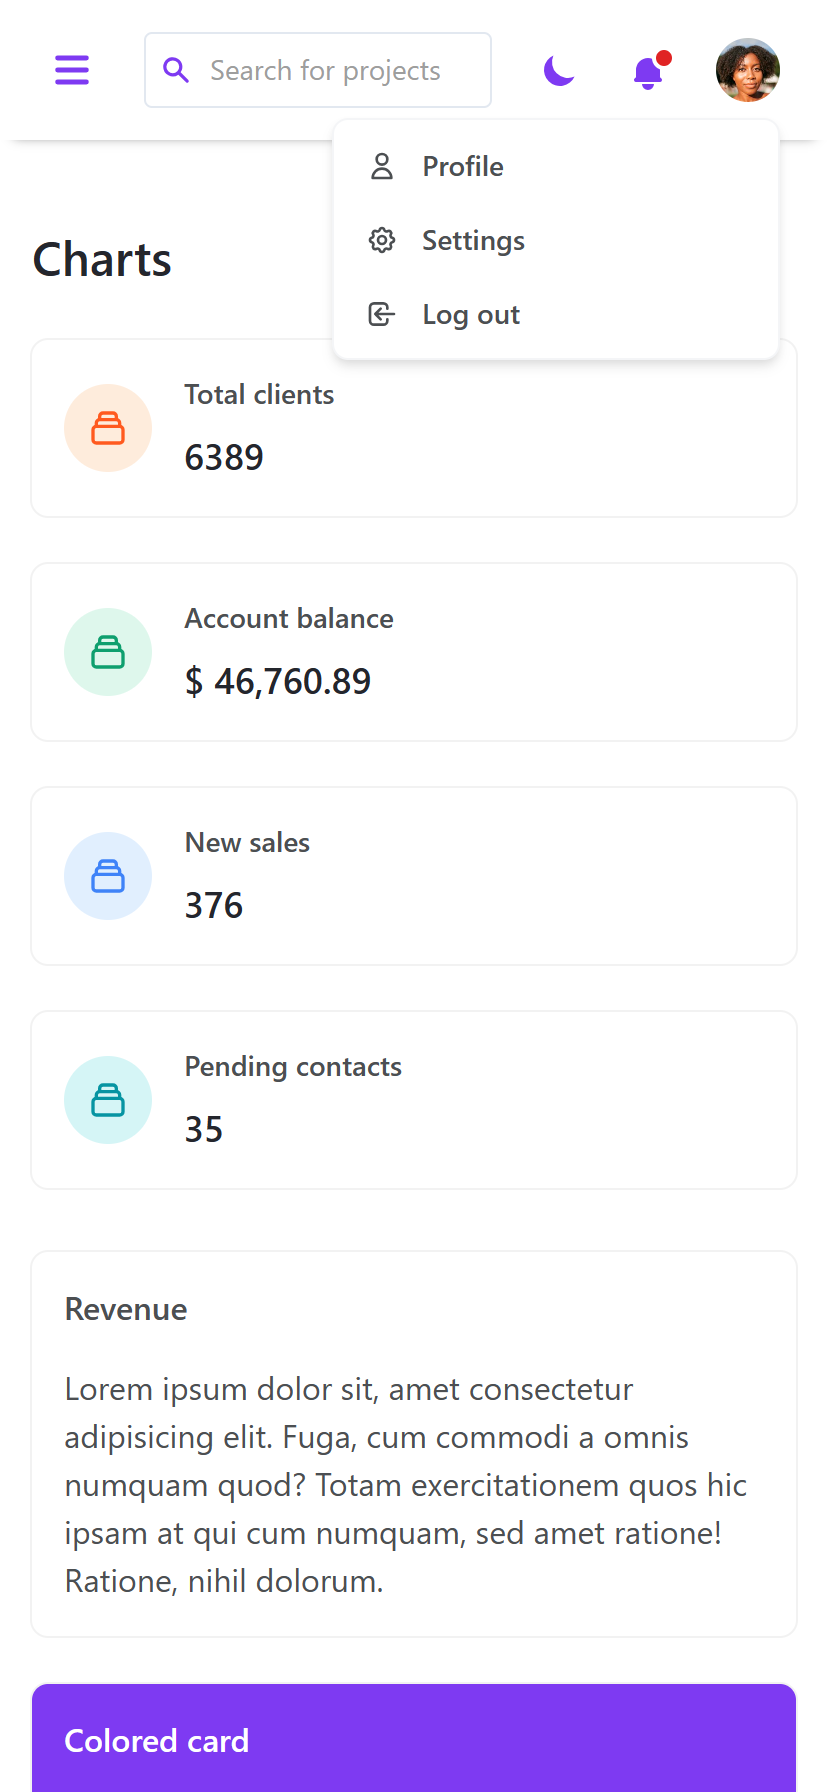 Search for projects
Profile
Settings
Log out
Charts
Total clients
6389
Account balance
$ 46,760.89
New sales
376
Pending contacts
35
Revenue
Lorem ipsum dolor sit, amet consectetur
adipisicing elit. Fuga, cum commodi a omnis
numquam quod? Totam exercitationem quos hic
ipsam at qui cum numquam, sed amet ratione!
Ratione, nihil dolorum.
Colored card